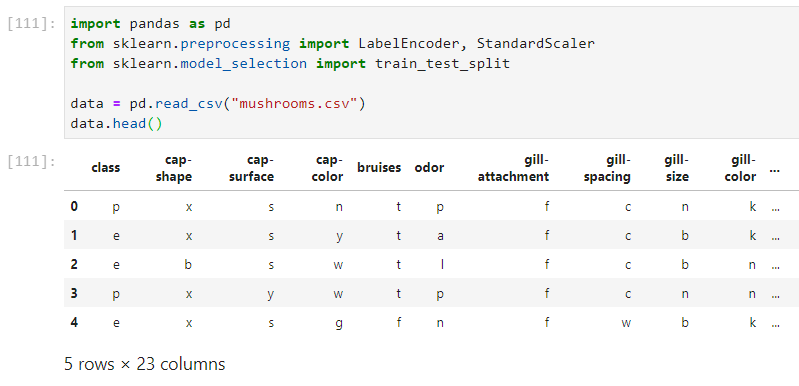 [111]: import pandas as pd
from sklearn.preprocessing import LabelEncoder, StandardScaler
from sklearn.model_selection import train_test_split
data = pd.read_csv("mushrooms.csv")
data.head()
[111]:
class cap-shape cap-surface cap-color bruises odor gill-attachment gill-spacing gill-size gill-color ...
0 p x s n t p f c n k ...
1 e x s y t a f c b k ...
2 e b s w t l f c b n ...
3 p x y w t p f c n n ...
4 e x s g f n f w b k ...
5 rows × 23 columns